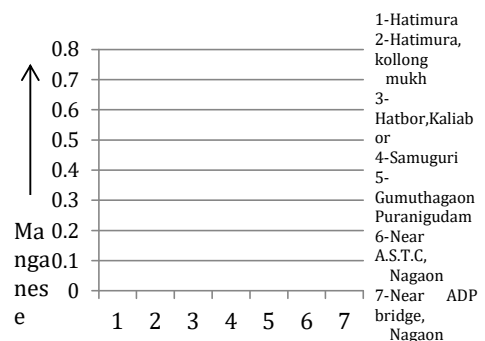 0.8
0.7
0.6
0.5
0.4
0.3
0.2
0.1
0
Ma
nga
nes
e
1 2 3 4 5 6 7
1-Hatimura
2-Hatimura,
kollong
mukh
3-
Hatbor,Kaliab
or
4-Samuguri
5-
Gumuthagaon
Puranigudam
6-Near
A.S.T.C,
Nagaon
7-Near ADP
bridge,
Nagaon